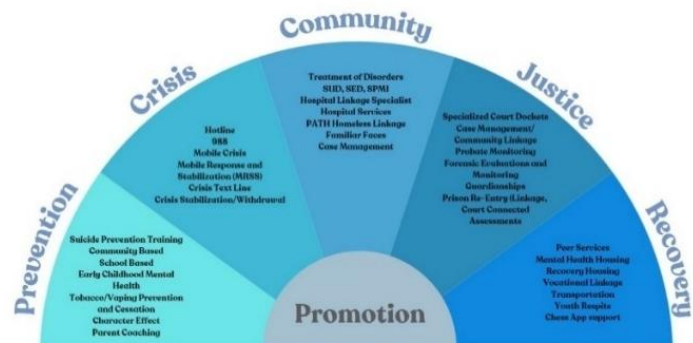 Prevention
Suicide Prevention Training
Community Based
School Based
Early Childhood Mental
Health
Tobacco/Vaping Prevention
and Cessation
Character Effect
Parent Coaching
Crisis
Hotline
988
Mobile Crisis
Mobile Response and
Stabilization (MRSS)
Crisis Text Line
Crisis Stabilization/Withdrawal
Community
Treatment of Disorders
SUD, SED, SPMI
Hospital Linkage Specialist
Hospital Services
PATH Homeless Linkage
Familiar Faces
Case Management
Justice
Specialized Court Dockets
Case Management/
Community Linkage
Probate Monitoring
Forensic Evaluations and
Monitoring
Guardianships
Prison Re-Entry (Linkage,
Court Connected
Assessments
Recovery
Peer Services
Mental Health Housing
Recovery Housing
Vocational Linkage
Transportation
Youth Respite
Chess App support
Promotion